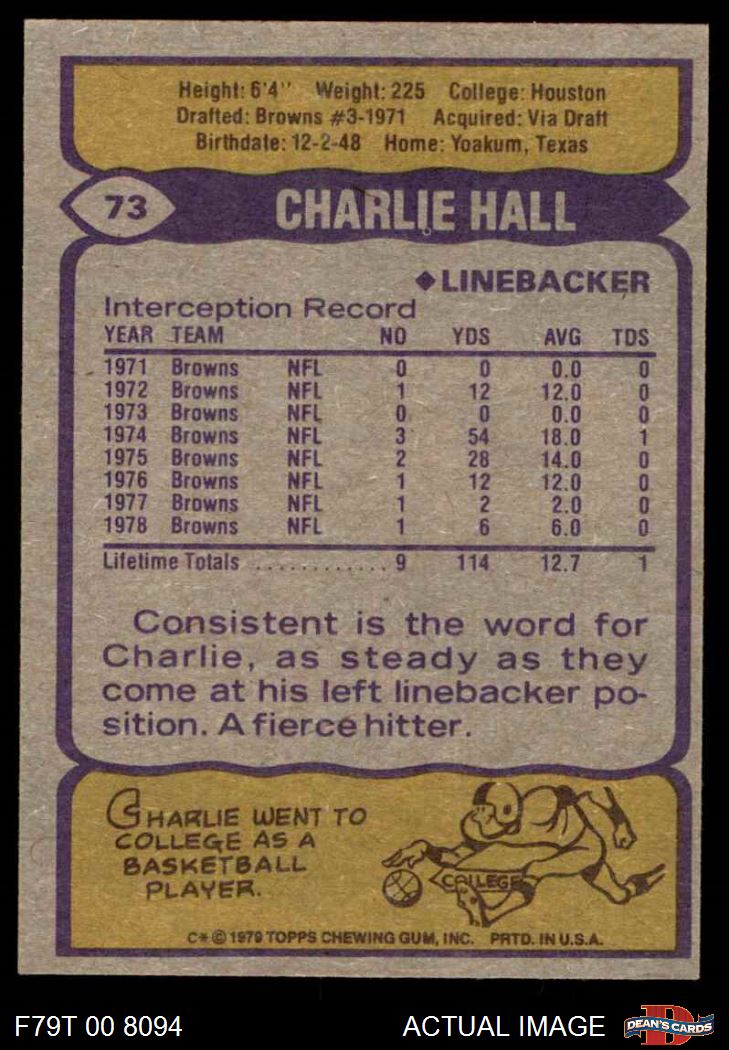 Height: 6'4" Weight: 225 College: Houston
Drafted: Browns #3-1971 Acquired: Via Draft
Birthdate: 12-2-48 Home: Yoakum, Texas
73 CHARLIE HALL
◆LINEBACKER
Interception Record
YEAR TEAM NO YDS AVG TDS
1971 Browns NFL 0 0 0.0 0
1972 Browns NFL 1 12 12.0 0
1973 Browns NFL 0 0 0.0 0
1974 Browns NFL 3 54 18.0 1
1975 Browns NFL 2 28 14.0 0
1976 Browns NFL 1 12 12.0 0
1977 Browns NFL 1 2 2.0 0
1978 Browns NFL 1 6 6.0 0
Lifetime Totals ............ 9 114 12.7 1
Consistent is the word for
Charlie, as steady as they
come at his left linebacker po-
sition. A fierce hitter.
CHARLIE WENT TO
COLLEGE AS A
BASKETBALL
PLAYER.
COLLEGE
C* © 1979 TOPPS CHEWING GUM, INC. PRTD. IN U.S.A.
F79T 00 8094 ACTUAL IMAGE D DEAN'S CARDS